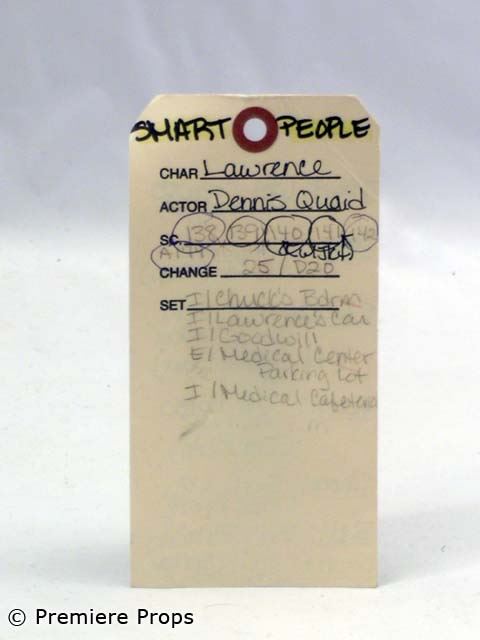 SMART PEOPLE
CHAR Lawrence
ACTOR Dennis Quaid
SC. 138 139 140 141 142
CHANGE 25 / D20
SET I/Chuck's Bdrm
I/Lawrence's Car
I/Goodwill
E/Medical Center
Parking Lot
I/Medical Cafeteria
© Premiere Props